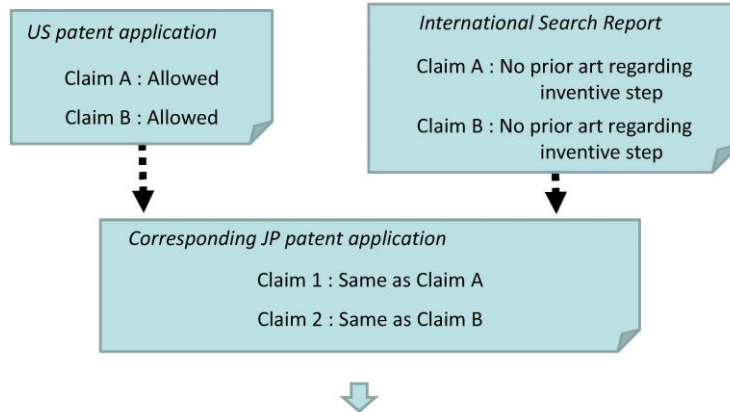 US patent application
Claim A : Allowed
Claim B : Allowed
International Search Report
Claim A : No prior art regarding
inventive step
Claim B : No prior art regarding
inventive step
Corresponding JP patent application
Claim 1 : Same as Claim A
Claim 2 : Same as Claim B